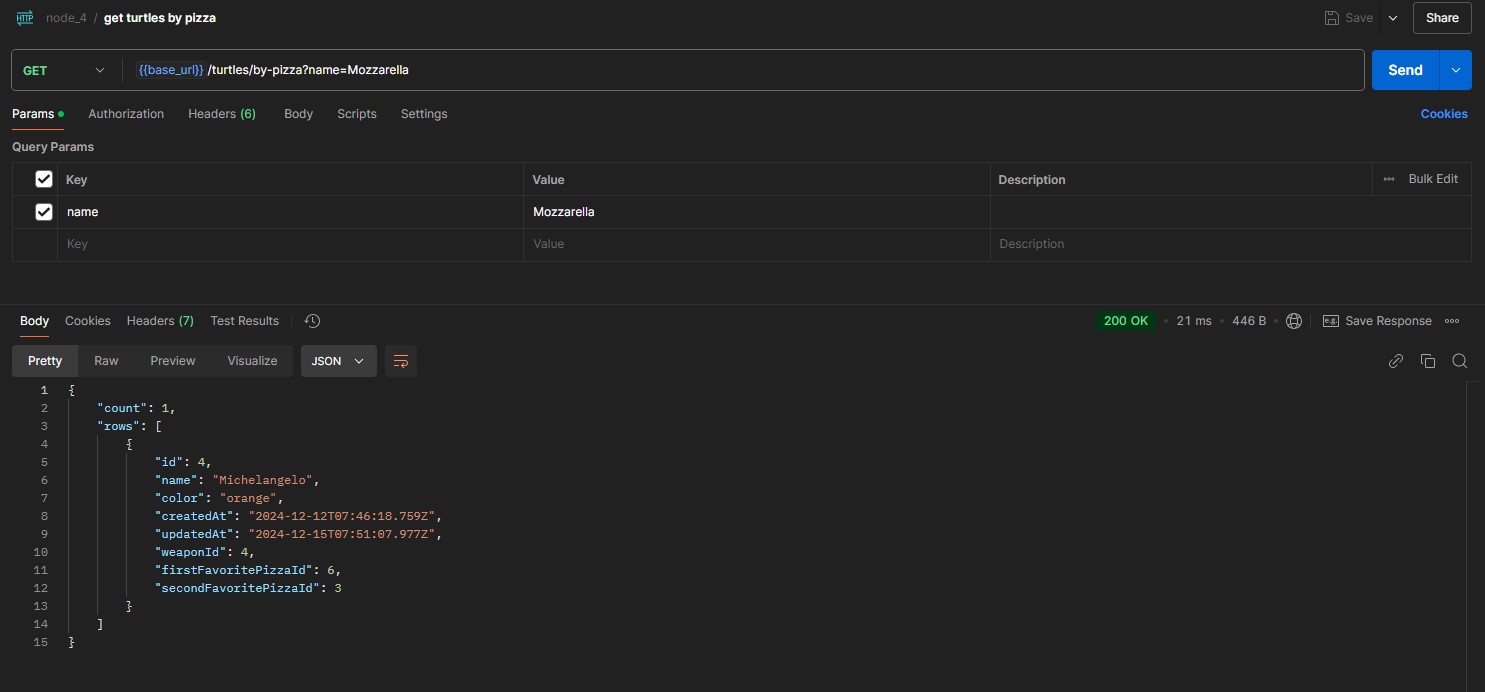 HTTP node_4 / get turtles by pizza Save Share
GET {{base_url}} /turtles/by-pizza?name=Mozzarella Send
Params Authorization Headers (6) Body Scripts Settings Cookies
Query Params
Key Value Description ••• Bulk Edit
name Mozzarella
Key Value Description
Body Cookies Headers (7) Test Results 200 OK • 21 ms • 446 B • e.g. Save Response
Pretty Raw Preview Visualize JSON
1 {
2 "count": 1,
3 "rows": [
4 {
5 "id": 4,
6 "name": "Michelangelo",
7 "color": "orange",
8 "createdAt": "2024-12-12T07:46:18.759Z",
9 "updatedAt": "2024-12-15T07:51:07.977Z",
10 "weaponId": 4,
11 "firstFavoritePizzaId": 6,
12 "secondFavoritePizzaId": 3
13 }
14 ]
15 }